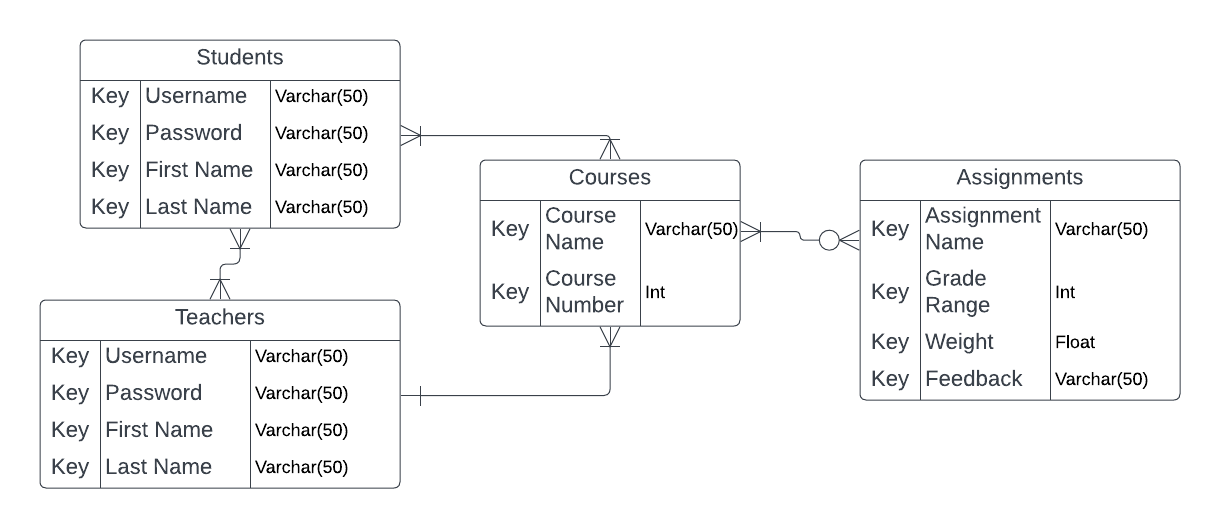 Students
Key Username Varchar(50)
Key Password Varchar(50)
Key First Name Varchar(50)
Key Last Name Varchar(50)
Teachers
Key Username Varchar(50)
Key Password Varchar(50)
Key First Name Varchar(50)
Key Last Name Varchar(50)
Courses
Key Course Name Varchar(50)
Key Course Number Int
Assignments
Key Assignment Name Varchar(50)
Key Grade Range Int
Key Weight Float
Key Feedback Varchar(50)